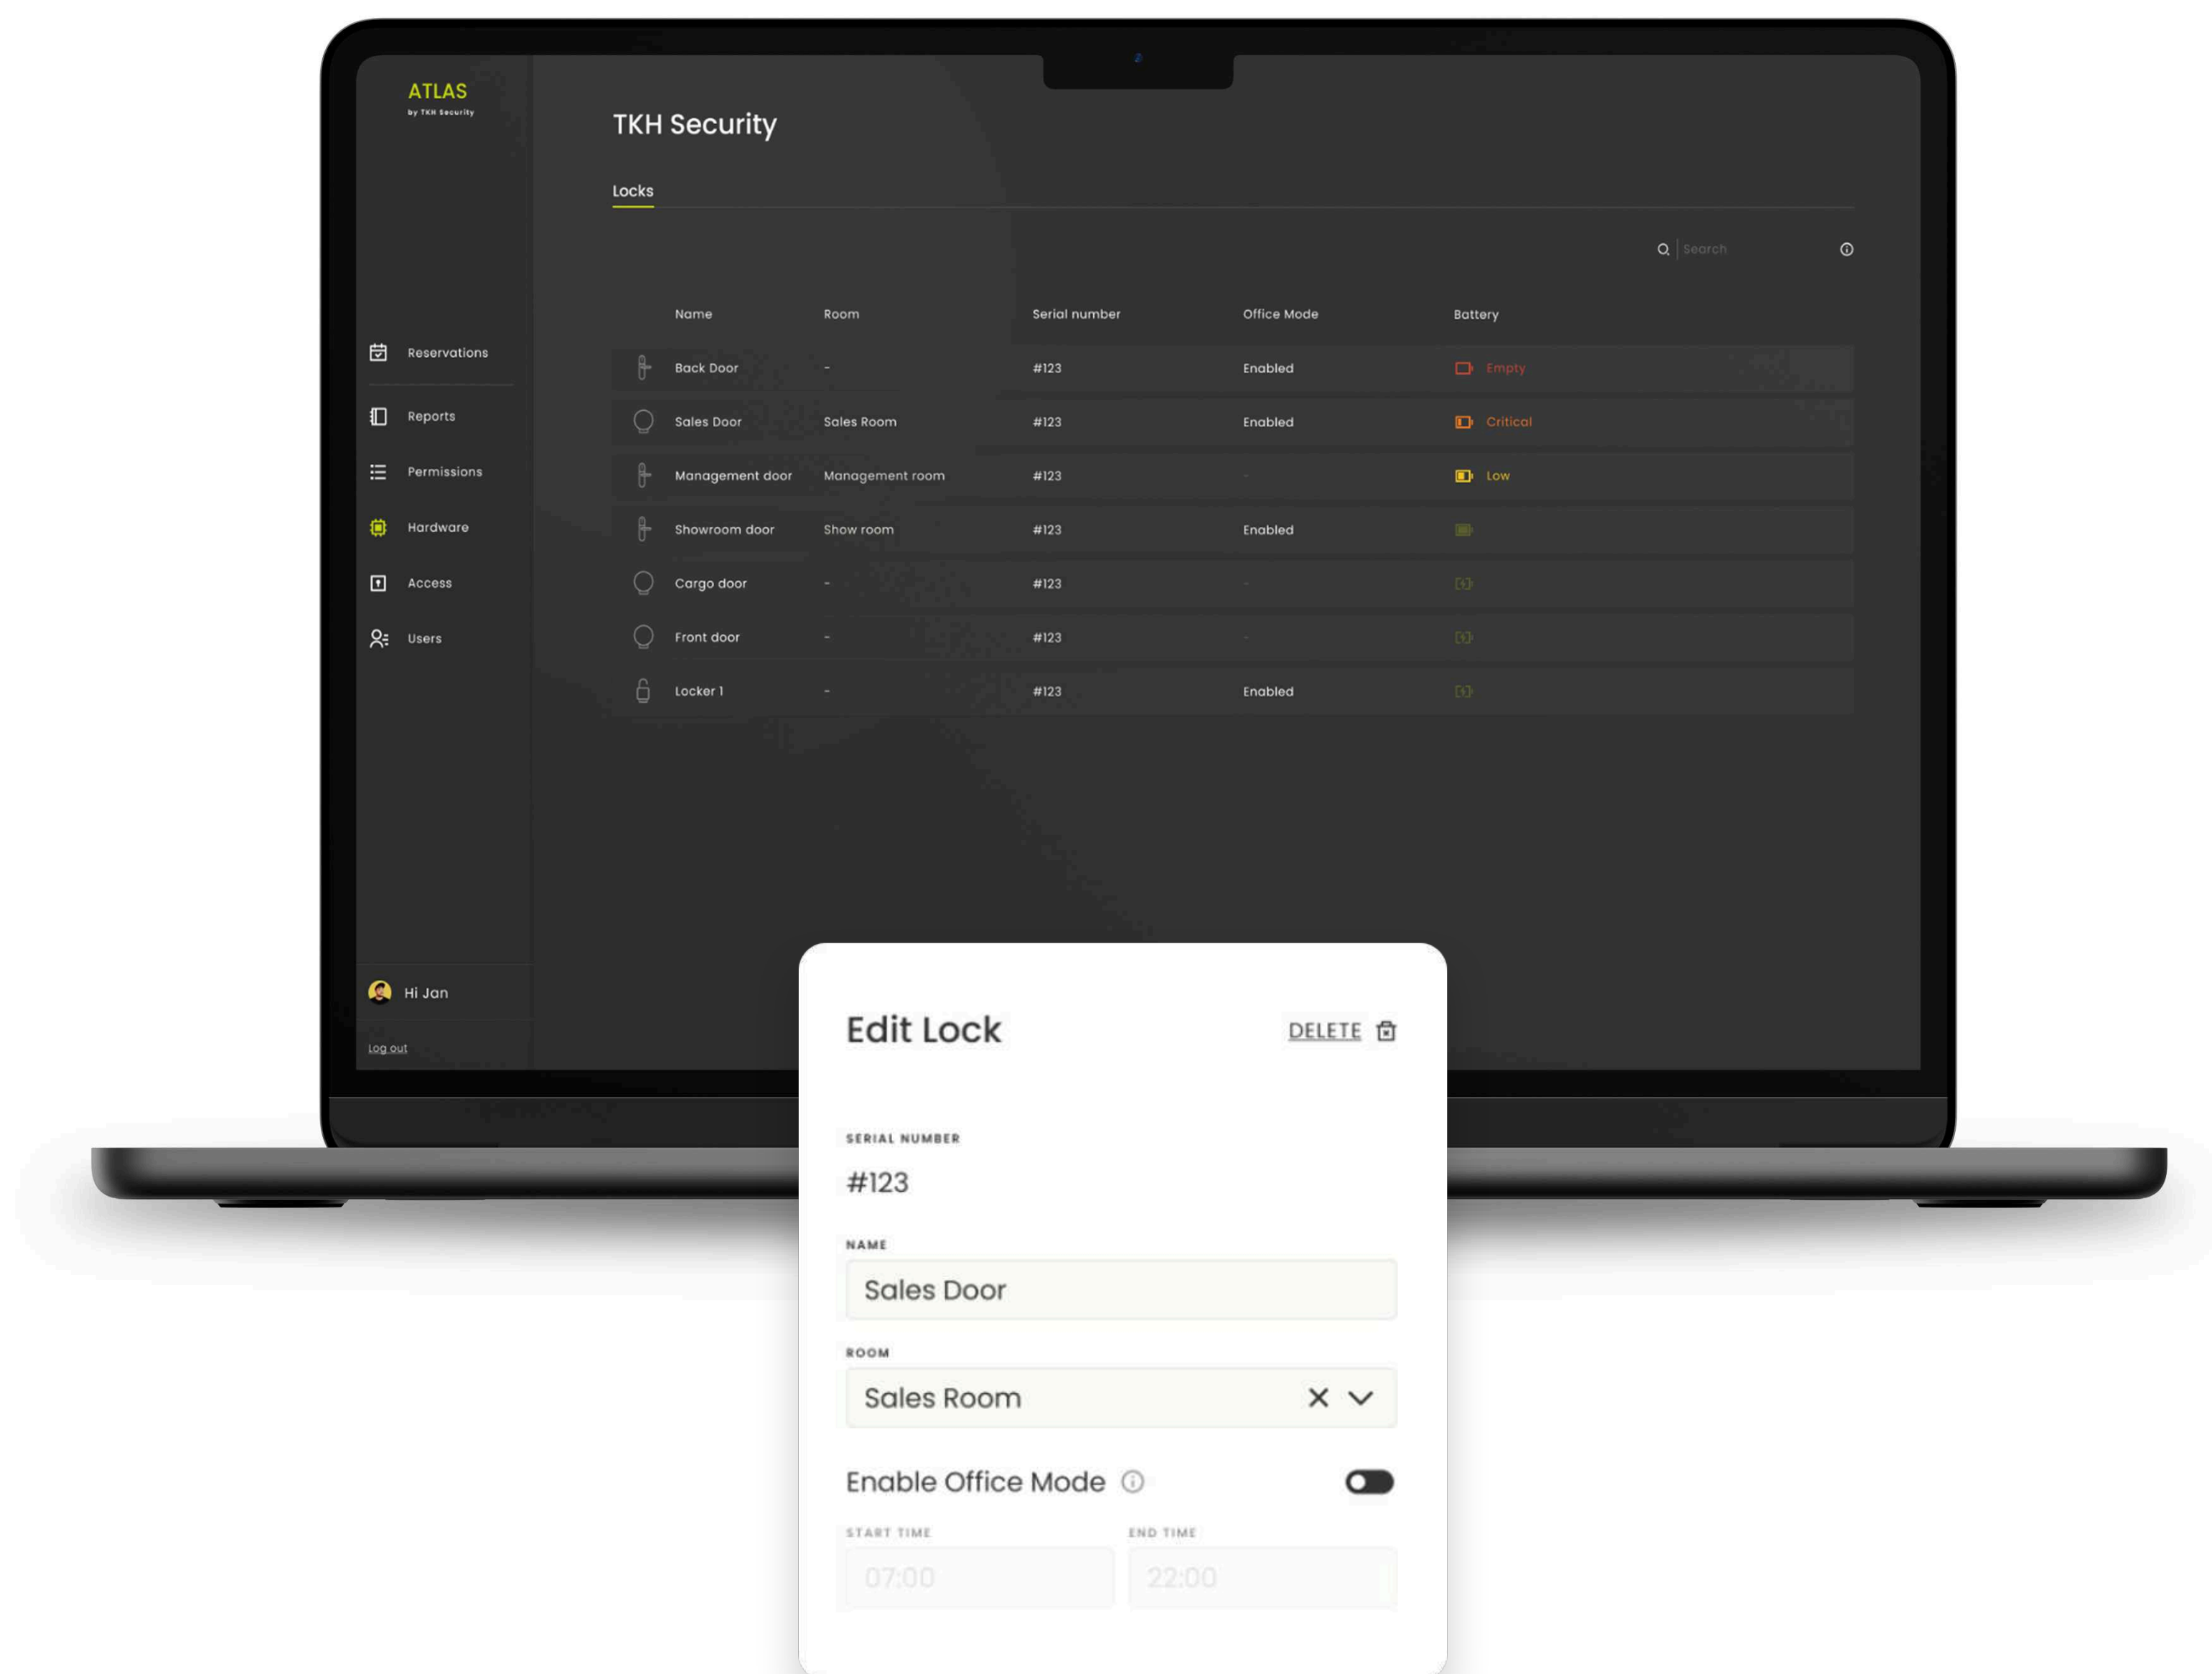 ATLAS
by TKH Security
TKH Security
Locks
Search
Name Room Serial number Office Mode Battery
Back Door - #123 Enabled Empty
Sales Door Sales Room #123 Enabled Critical
Management door Management room #123 - Low
Showroom door Show room #123 Enabled
Cargo door - #123 -
Front door - #123 -
Locker 1 - #123 Enabled
Reservations
Reports
Permissions
Hardware
Access
Users
Hi Jan
Log out
Edit Lock DELETE
SERIAL NUMBER
#123
NAME
Sales Door
ROOM
Sales Room
Enable Office Mode
START TIME END TIME
07:00 22:00